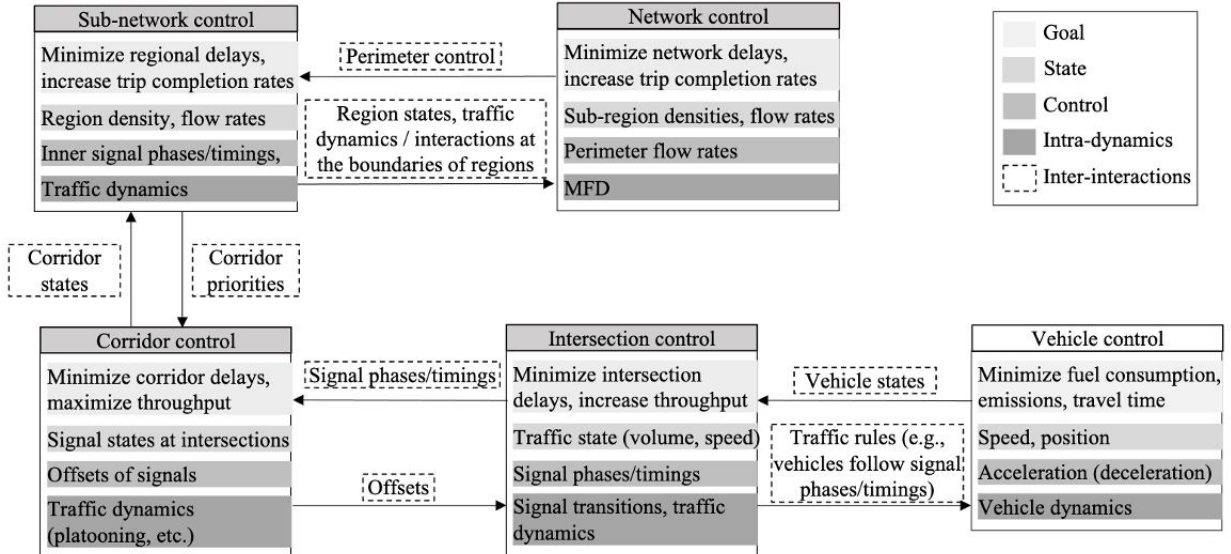 Sub-network control
Minimize regional delays,
increase trip completion rates
Region density, flow rates
Inner signal phases/timings,
Traffic dynamics
Perimeter control
Region states, traffic
dynamics / interactions at
the boundaries of regions
Network control
Minimize network delays,
increase trip completion rates
Sub-region densities, flow rates
Perimeter flow rates
MFD
Goal
State
Control
Intra-dynamics
Inter-interactions
Corridor
states
Corridor
priorities
Corridor control
Minimize corridor delays,
maximize throughput
Signal states at intersections
Offsets of signals
Traffic dynamics
(platooning, etc.)
Signal phases/timings
Offsets
Intersection control
Minimize intersection
delays, increase throughput
Traffic state (volume, speed)
Signal phases/timings
Signal transitions, traffic
dynamics
Vehicle states
Traffic rules (e.g.,
vehicles follow signal
phases/timings)
Vehicle control
Minimize fuel consumption,
emissions, travel time
Speed, position
Acceleration (deceleration)
Vehicle dynamics